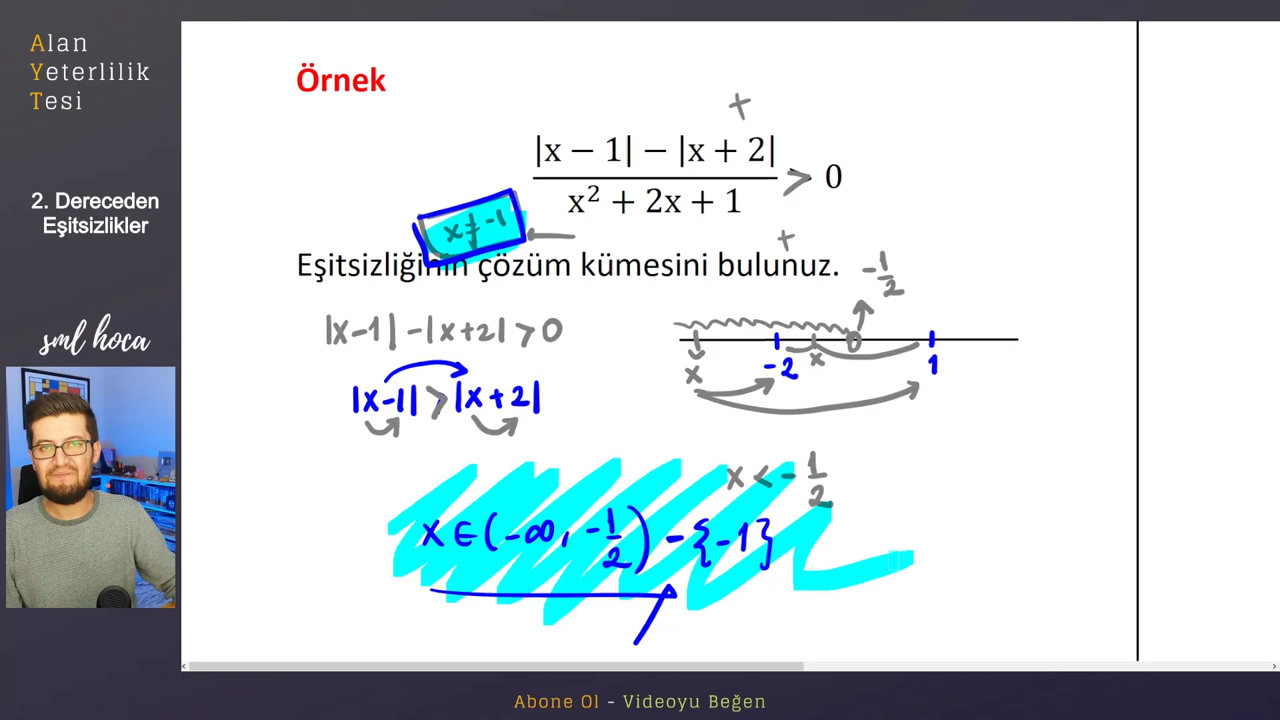 Alan
Yeterlilik
Tesi
2. Dereceden
Eşitsizlikler
sml hoca
Örnek
+
|x − 1| − |x + 2|
x² + 2x + 1
> 0
x ≠ -1
+
Eşitsizliğinin çözüm kümesini bulunuz.
|x-1| - |x+2| > 0
|x-1| > |x+2|
-1/2
0
x
x
-2
1
x < -1/2
x ∈ (-∞, -1/2) - {-1}
Abone Ol - Videoyu Beğen